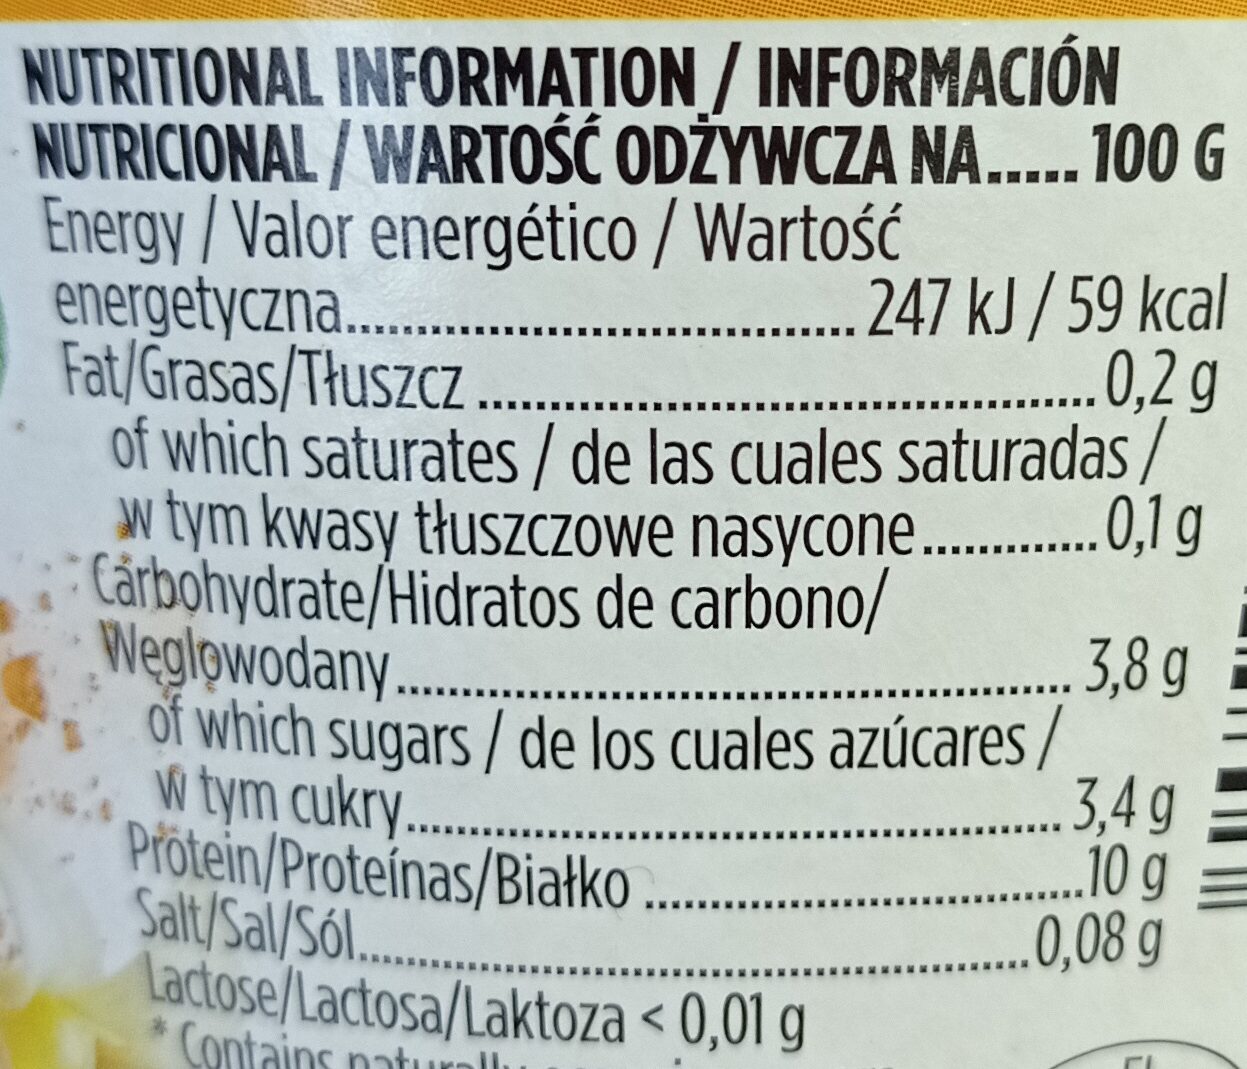 NUTRITIONAL INFORMATION / INFORMACIÓN
NUTRICIONAL / WARTOŚĆ ODŻYWCZA NA...... 100 G
Energy / Valor energético / Wartość
energetyczna.................................... 247 kJ / 59 kcal
Fat/Grasas/Tłuszcz ........................................... 0,2 g
of which saturates / de las cuales saturadas /
w tym kwasy tłuszczowe nasycone............. 0,1 g
Carbohydrate/Hidratos de carbono/
Węglowodany.............................................. 3,8 g
of which sugars / de los cuales azúcares /
w tym cukry............................................. 3,4 g
Protein/Proteínas/Białko .............................. 10 g
Salt/Sal/Sól.............................................. 0,08 g
Lactose/Lactosa/Laktoza < 0,01 g
* Contains naturally